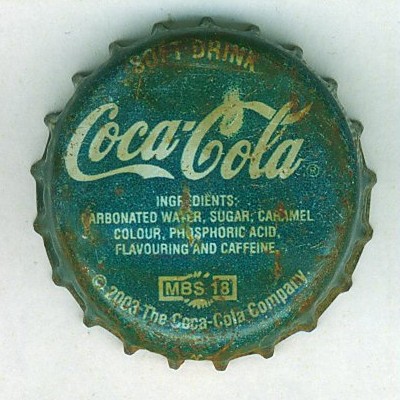 SOFT DRINK
Coca-Cola®
INGREDIENTS:
CARBONATED WATER, SUGAR, CARAMEL
COLOUR, PHOSPHORIC ACID,
FLAVOURING AND CAFFEINE.
MBS 18
© 2003 The Coca-Cola Company